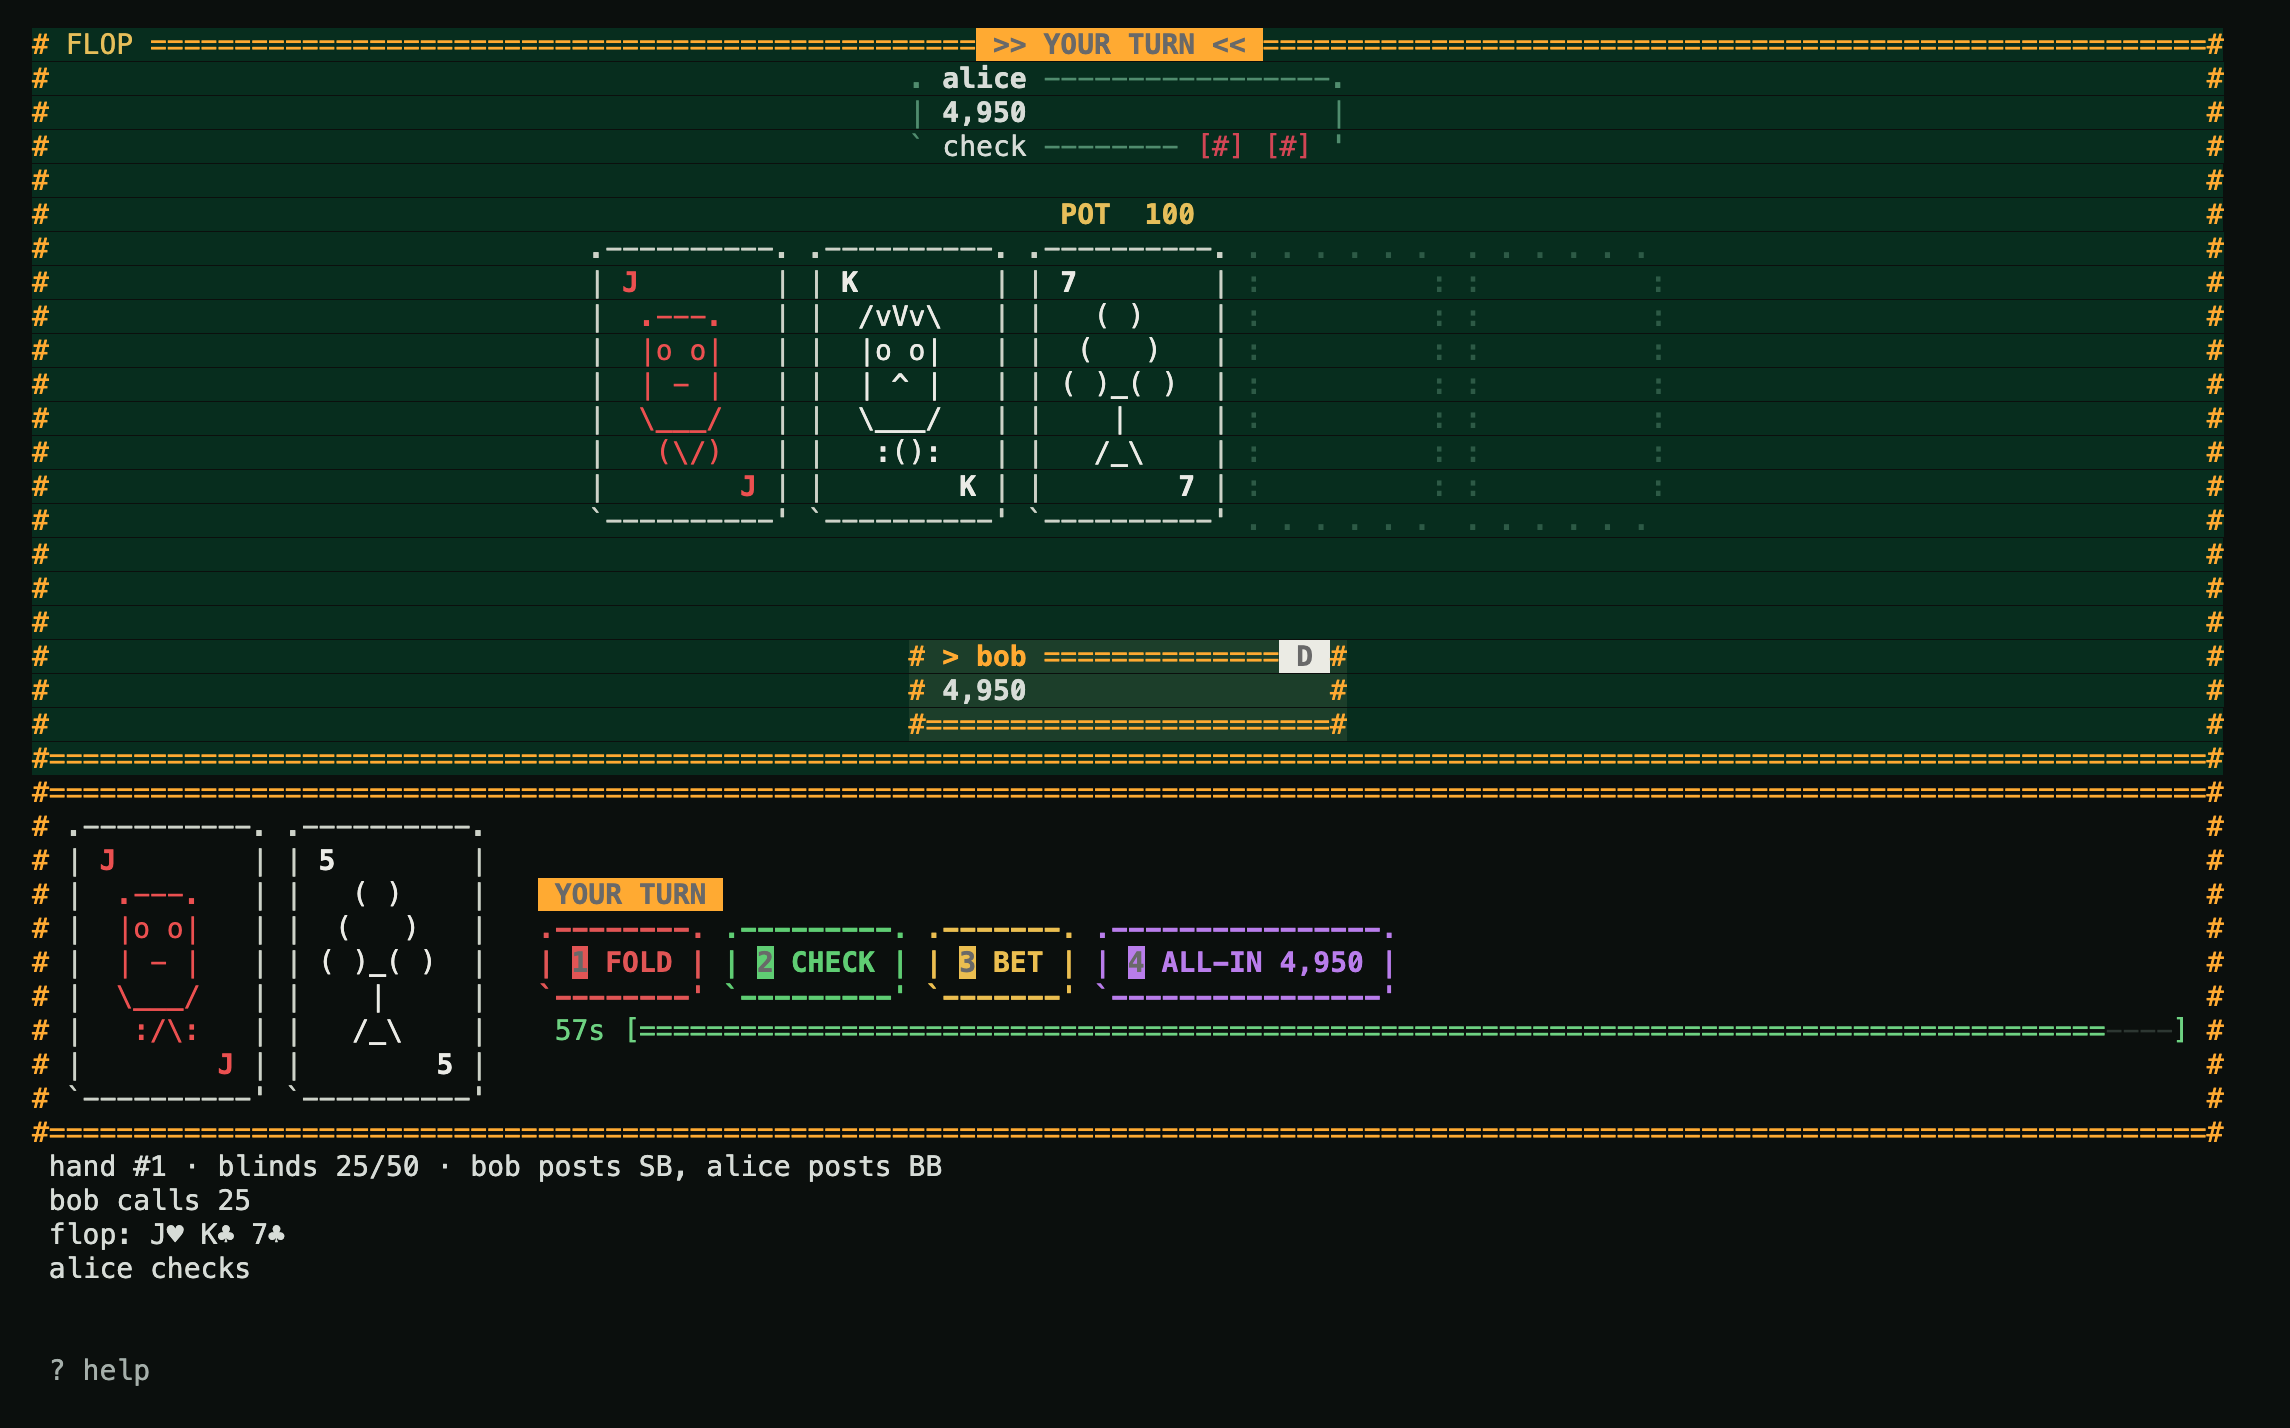 FLOP >> YOUR TURN <<
alice
4,950
check [#] [#]
POT 100
J J
K K
7 7
> bob D
4,950
J J
5 5
YOUR TURN
1 FOLD 2 CHECK 3 BET 4 ALL-IN 4,950
57s
hand #1 · blinds 25/50 · bob posts SB, alice posts BB
bob calls 25
flop: J♥ K♣ 7♣
alice checks
? help